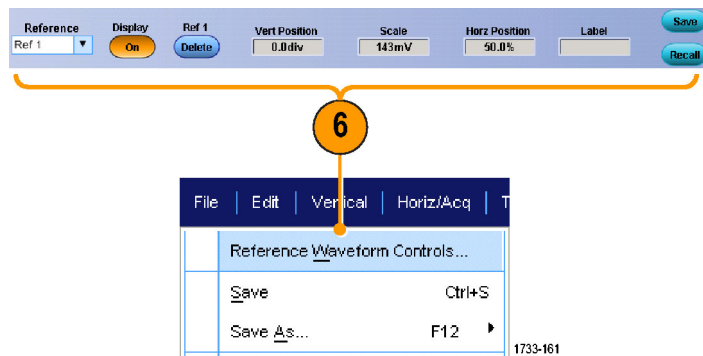 Reference Display Ref 1 Vert Position Scale Horz Position Label Save
Ref 1 On Delete 0.0div 143mV 50.0% Recall
6
File | Edit | Vertical | Horiz/Acq |
Reference Waveform Controls...
Save Ctrl+S
Save As... F12
1733-161